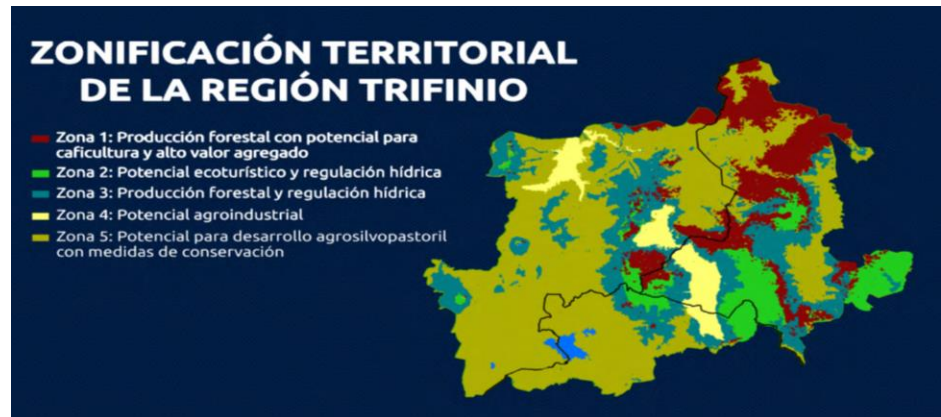 ZONIFICACIÓN TERRITORIAL
DE LA REGIÓN TRIFINIO
Zona 1: Producción forestal con potencial para
caficultura y alto valor agregado
Zona 2: Potencial ecoturístico y regulación hídrica
Zona 3: Producción forestal y regulación hídrica
Zona 4: Potencial agroindustrial
Zona 5: Potencial para desarrollo agrosilvopastoril
con medidas de conservación